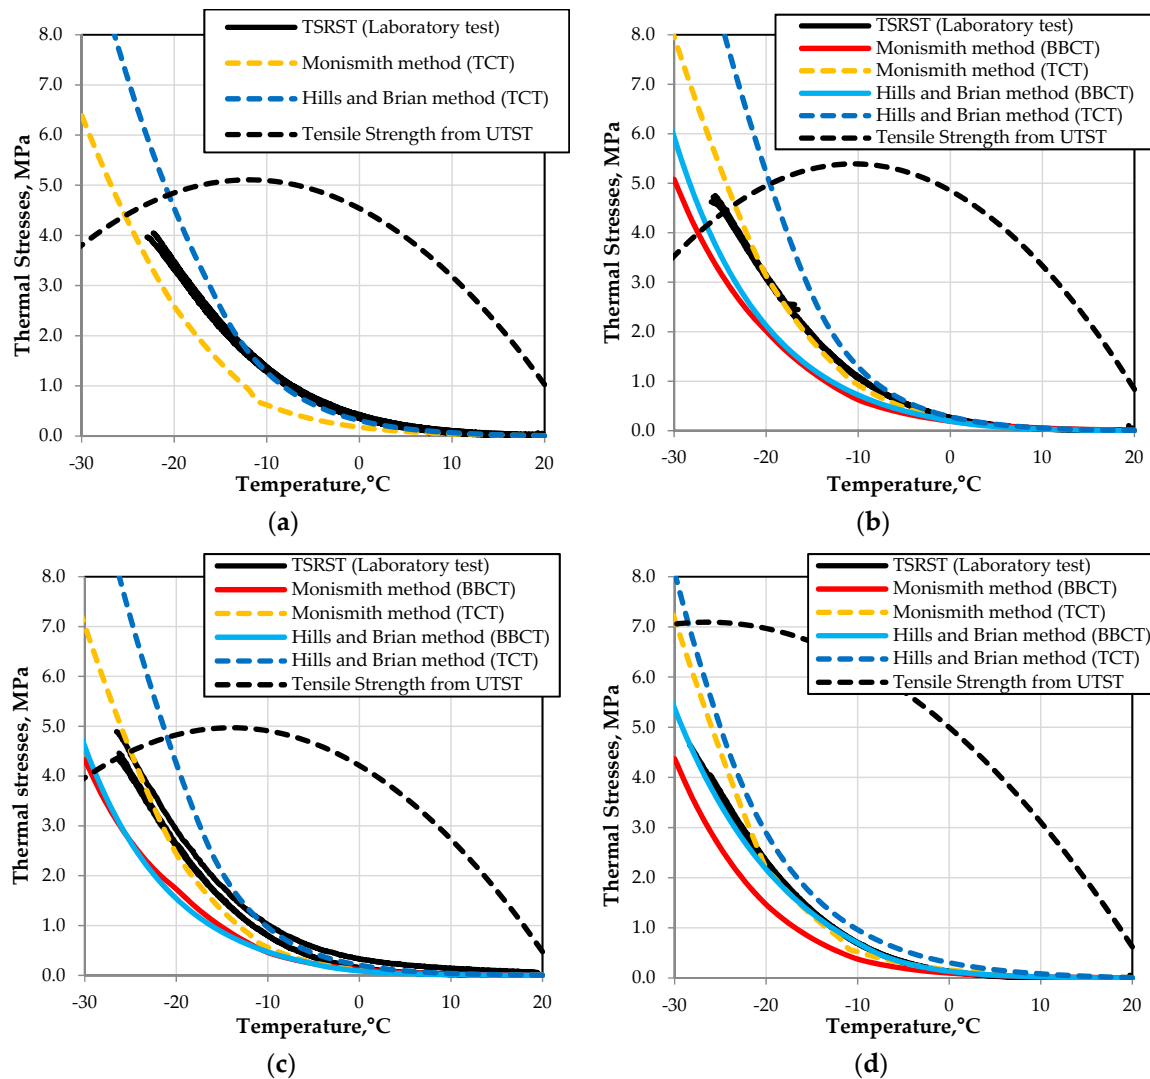 TSRST (Laboratory test)
Monismith method (TCT)
Hills and Brian method (TCT)
Tensile Strength from UTST
8.0
7.0
6.0
5.0
4.0
3.0
2.0
1.0
0.0
Thermal Stresses, MPa
-30 -20 -10 0 10 20
Temperature,°C
(a)
TSRST (Laboratory test)
Monismith method (BBCT)
Monismith method (TCT)
Hills and Brian method (BBCT)
Hills and Brian method (TCT)
Tensile Strength from UTST
8.0
7.0
6.0
5.0
4.0
3.0
2.0
1.0
0.0
Thermal Stresses, MPa
-30 -20 -10 0 10 20
Temperature,°C
(b)
TSRST (Laboratory test)
Monismith method (BBCT)
Monismith method (TCT)
Hills and Brian method (BBCT)
Hills and Brian method (TCT)
Tensile Strength from UTST
8.0
7.0
6.0
5.0
4.0
3.0
2.0
1.0
0.0
Thermal stresses, MPa
-30 -20 -10 0 10 20
Temperature,°C
(c)
TSRST (Laboratory test)
Monismith method (BBCT)
Monismith method (TCT)
Hills and Brian method (BBCT)
Hills and Brian method (TCT)
Tensile Strength from UTST
8.0
7.0
6.0
5.0
4.0
3.0
2.0
1.0
0.0
Thermal Stresses, MPa
-30 -20 -10 0 10 20
Temperature,°C
(d)